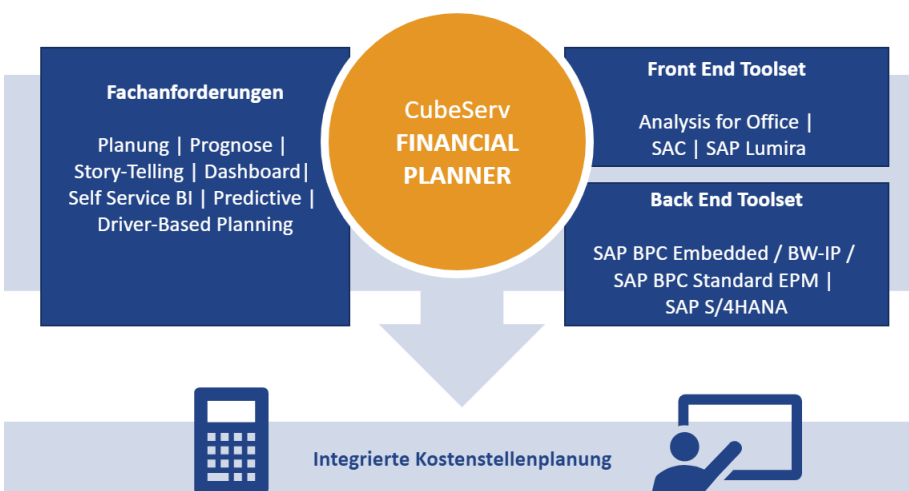 Fachanforderungen
Planung | Prognose |
Story-Telling | Dashboard|
Self Service BI | Predictive |
Driver-Based Planning
CubeServ
FINANCIAL
PLANNER
Front End Toolset
Analysis for Office |
SAC | SAP Lumira
Back End Toolset
SAP BPC Embedded / BW-IP /
SAP BPC Standard EPM |
SAP S/4HANA
Integrierte Kostenstellenplanung